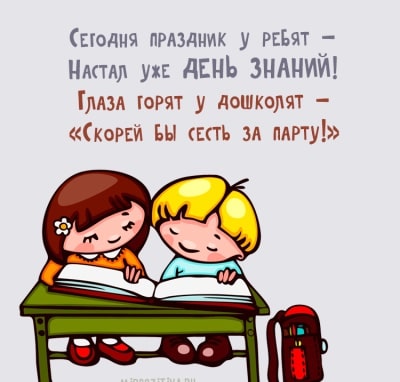 Сегодня праздник у ребят –
Настал уже ДЕНЬ ЗНАНИЙ!
Глаза горят у дошколят –
«Скорей бы сесть за парту!»